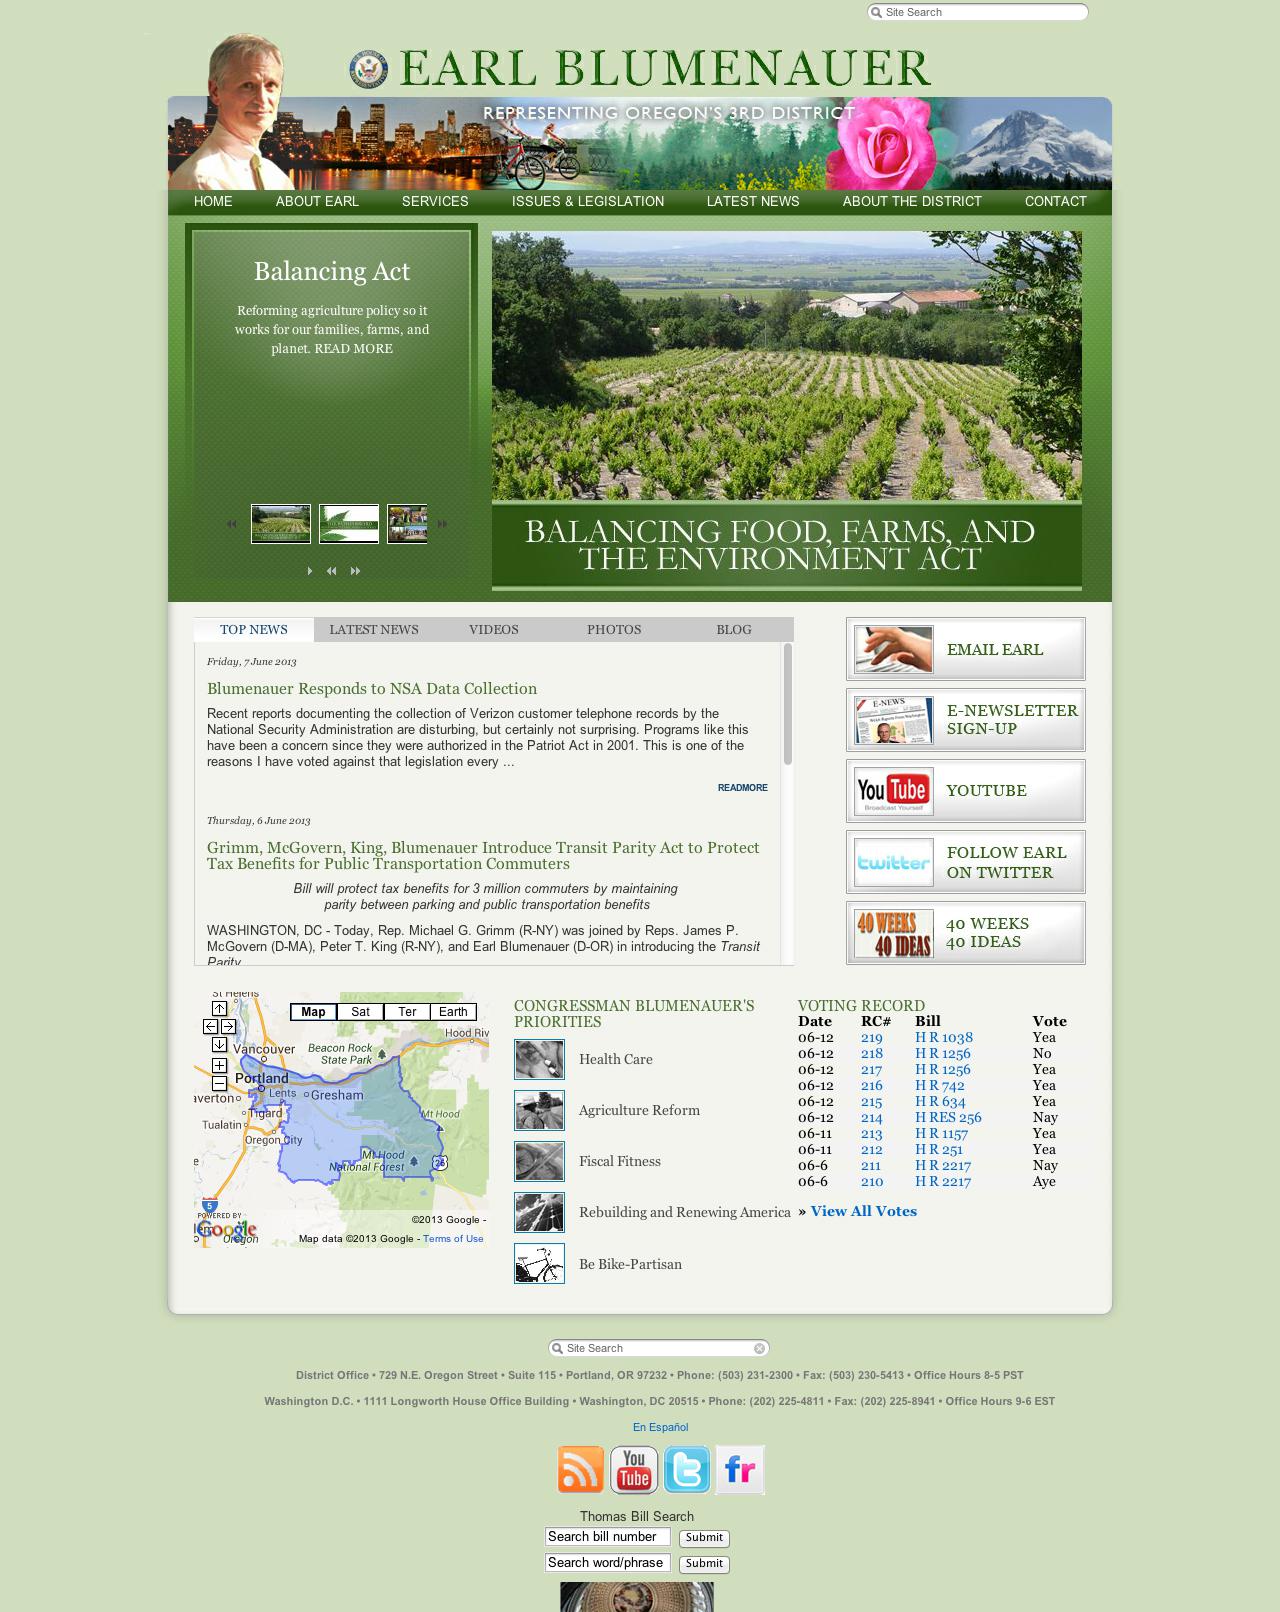 Site Search
EARL BLUMENAUER
REPRESENTING OREGON'S 3RD DISTRICT
HOME ABOUT EARL SERVICES ISSUES & LEGISLATION LATEST NEWS ABOUT THE DISTRICT CONTACT
Balancing Act
Reforming agriculture policy so it
works for our families, farms, and
planet. READ MORE
BALANCING FOOD, FARMS, AND
THE ENVIRONMENT ACT
TOP NEWS LATEST NEWS VIDEOS PHOTOS BLOG
Friday, 7 June 2013
Blumenauer Responds to NSA Data Collection
Recent reports documenting the collection of Verizon customer telephone records by the
National Security Administration are disturbing, but certainly not surprising. Programs like this
have been a concern since they were authorized in the Patriot Act in 2001. This is one of the
reasons I have voted against that legislation every ...
READMORE
Thursday, 6 June 2013
Grimm, McGovern, King, Blumenauer Introduce Transit Parity Act to Protect
Tax Benefits for Public Transportation Commuters
Bill will protect tax benefits for 3 million commuters by maintaining
parity between parking and public transportation benefits
WASHINGTON, DC - Today, Rep. Michael G. Grimm (R-NY) was joined by Reps. James P.
McGovern (D-MA), Peter T. King (R-NY), and Earl Blumenauer (D-OR) in introducing the Transit
Parity
EMAIL EARL
E-NEWS
E-NEWSLETTER
SIGN-UP
YouTube
Broadcast Yourself
YOUTUBE
twitter
FOLLOW EARL
ON TWITTER
40 WEEKS
40 IDEAS
40 WEEKS
40 IDEAS
St Helens
Map Sat Ter Earth
Hood Riv
Vancouver
Beacon Rock
State Park
Portland
averton
Lents
Gresham
Tigard
Mt Hood
Tualatin
Oregon City
Mt Hood
National Forest
26
5
POWERED BY
Google
Oregon
©2013 Google -
Map data ©2013 Google - Terms of Use
CONGRESSMAN BLUMENAUER'S
PRIORITIES
Health Care
Agriculture Reform
Fiscal Fitness
Rebuilding and Renewing America
Be Bike-Partisan
VOTING RECORD
Date RC# Bill Vote
06-12 219 H R 1038 Yea
06-12 218 H R 1256 No
06-12 217 H R 1256 Yea
06-12 216 H R 742 Yea
06-12 215 H R 634 Yea
06-12 214 H RES 256 Nay
06-11 213 H R 1157 Yea
06-11 212 H R 251 Yea
06-6 211 H R 2217 Nay
06-6 210 H R 2217 Aye
» View All Votes
Site Search
District Office • 729 N.E. Oregon Street • Suite 115 • Portland, OR 97232 • Phone: (503) 231-2300 • Fax: (503) 230-5413 • Office Hours 8-5 PST
Washington D.C. • 1111 Longworth House Office Building • Washington, DC 20515 • Phone: (202) 225-4811 • Fax: (202) 225-8941 • Office Hours 9-6 EST
En Español
You
Tube
t
fr
Thomas Bill Search
Search bill number Submit
Search word/phrase Submit